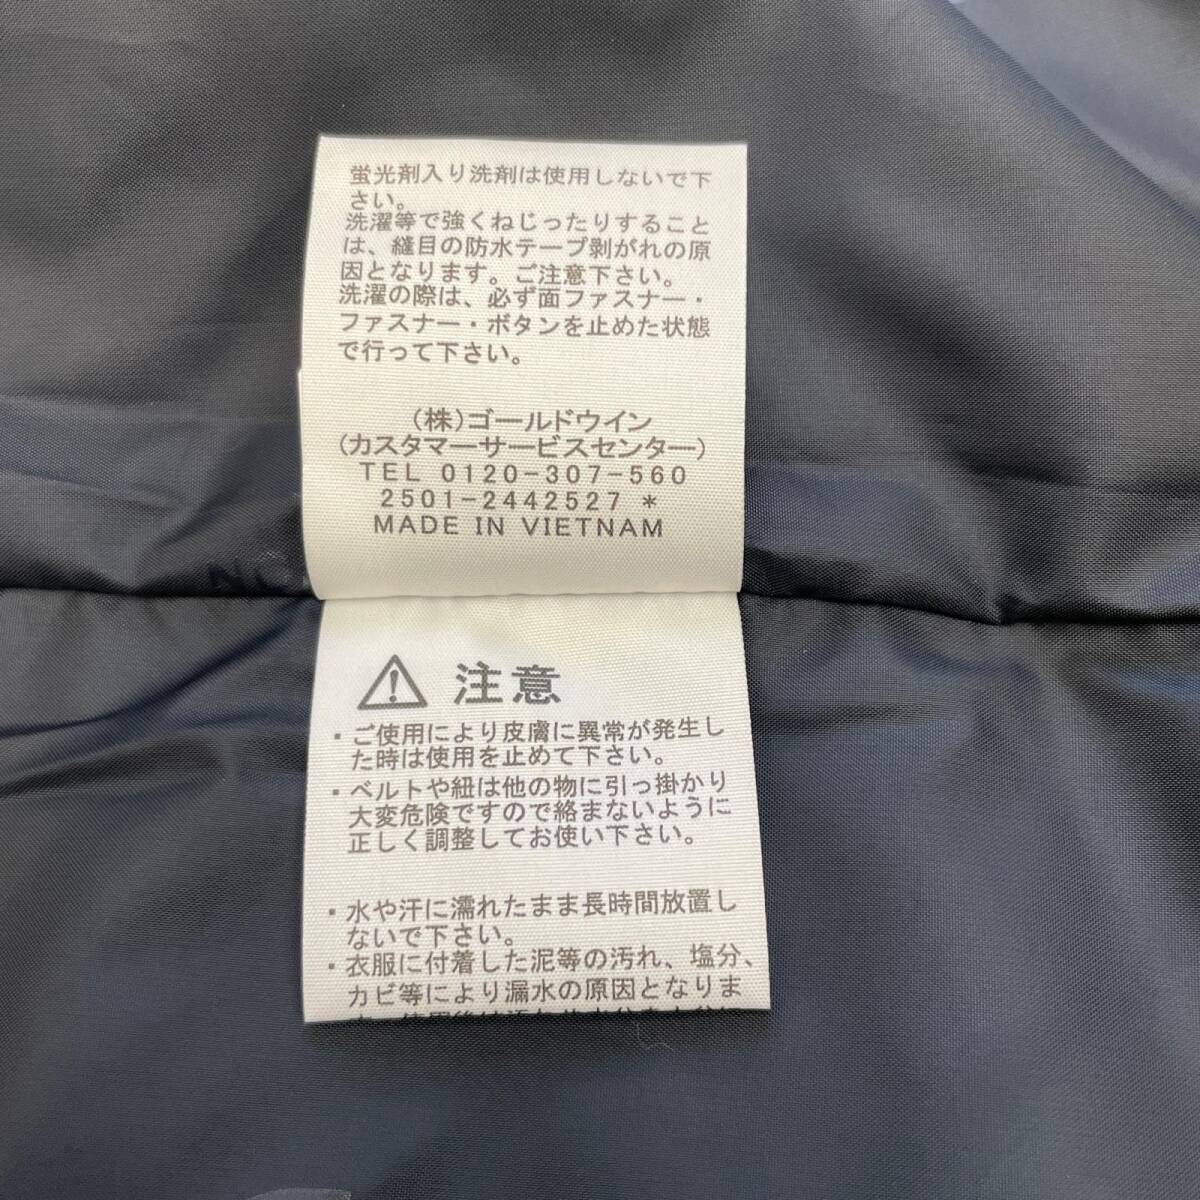 蛍光剤入り洗剤は使用しないで下
さい。
洗濯等で強くねじったりすること
は、縫目の防水テープ剥がれの原
因となります。ご注意下さい。
洗濯の際は、必ず面ファスナー・
ファスナー・ボタンを止めた状態
で行って下さい。
(株)ゴールドウイン
(カスタマーサービスセンター)
TEL 0120-307-560
2501-2442527 *
MADE IN VIETNAM
注意
・ご使用により皮膚に異常が発生し
た時は使用を止めて下さい。
・ベルトや紐は他の物に引っ掛かり
大変危険ですので絡まないように
正しく調整してお使い下さい。
・水や汗に濡れたまま長時間放置し
ないで下さい。
・衣服に付着した泥等の汚れ、塩分、
カビ等により漏水の原因となりま